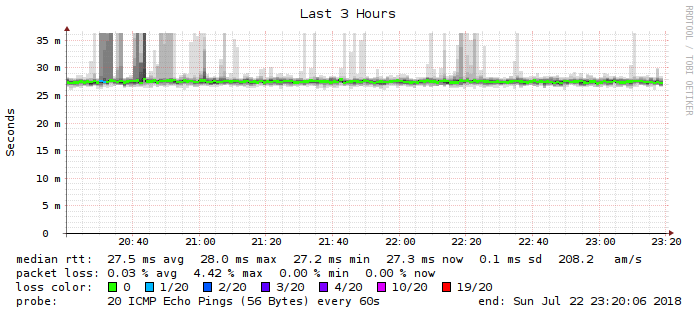 Last 3 Hours
RRDTOOL / TOBI OETIKER
Seconds
35 m
30 m
25 m
20 m
15 m
10 m
5 m
0
20:40 21:00 21:20 21:40 22:00 22:20 22:40 23:00 23:20
median rtt: 27.5 ms avg 28.0 ms max 27.2 ms min 27.3 ms now 0.1 ms sd 208.2 am/s
packet loss: 0.03 % avg 4.42 % max 0.00 % min 0.00 % now
loss color: 0 1/20 2/20 3/20 4/20 10/20 19/20
probe: 20 ICMP Echo Pings (56 Bytes) every 60s end: Sun Jul 22 23:20:06 2018